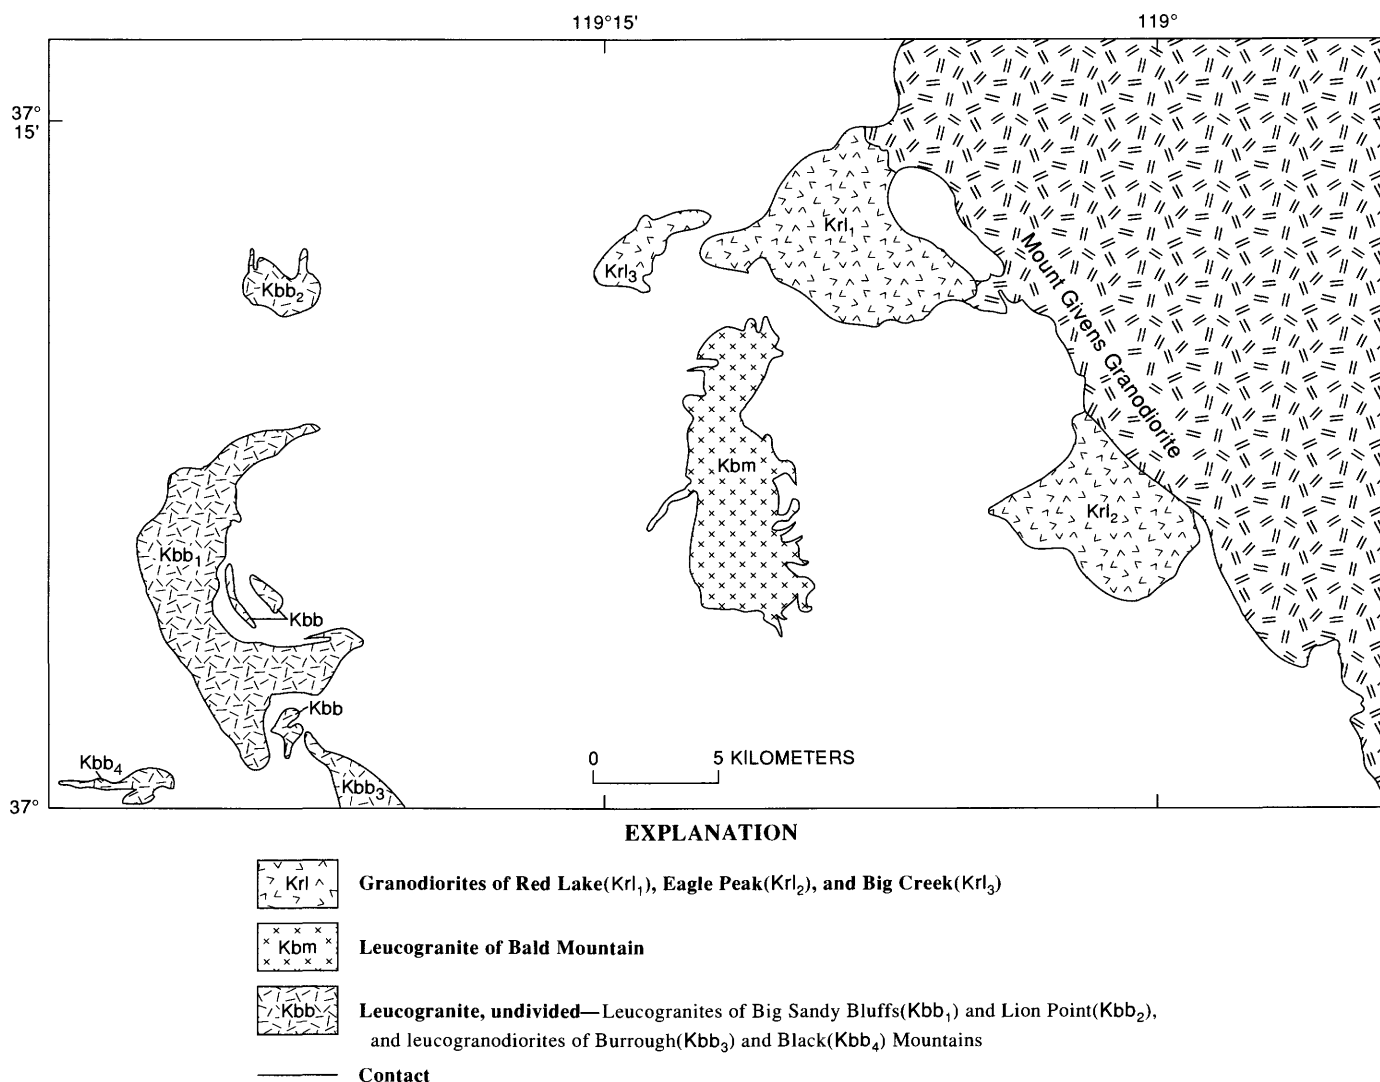 119°15'
119°
37°
15'
Krl₁
Krl₃
Kbb₂
Mount Givens Granodiorite
Kbm
Krl₂
Kbb₁
Kbb
Kbb
Kbb₄
Kbb₃
0 5 KILOMETERS
37°
EXPLANATION
Krl Granodiorites of Red Lake(Krl₁), Eagle Peak(Krl₂), and Big Creek(Krl₃)
Kbm Leucogranite of Bald Mountain
Kbb Leucogranite, undivided—Leucogranites of Big Sandy Bluffs(Kbb₁) and Lion Point(Kbb₂),
and leucogranodiorites of Burrough(Kbb₃) and Black(Kbb₄) Mountains
Contact